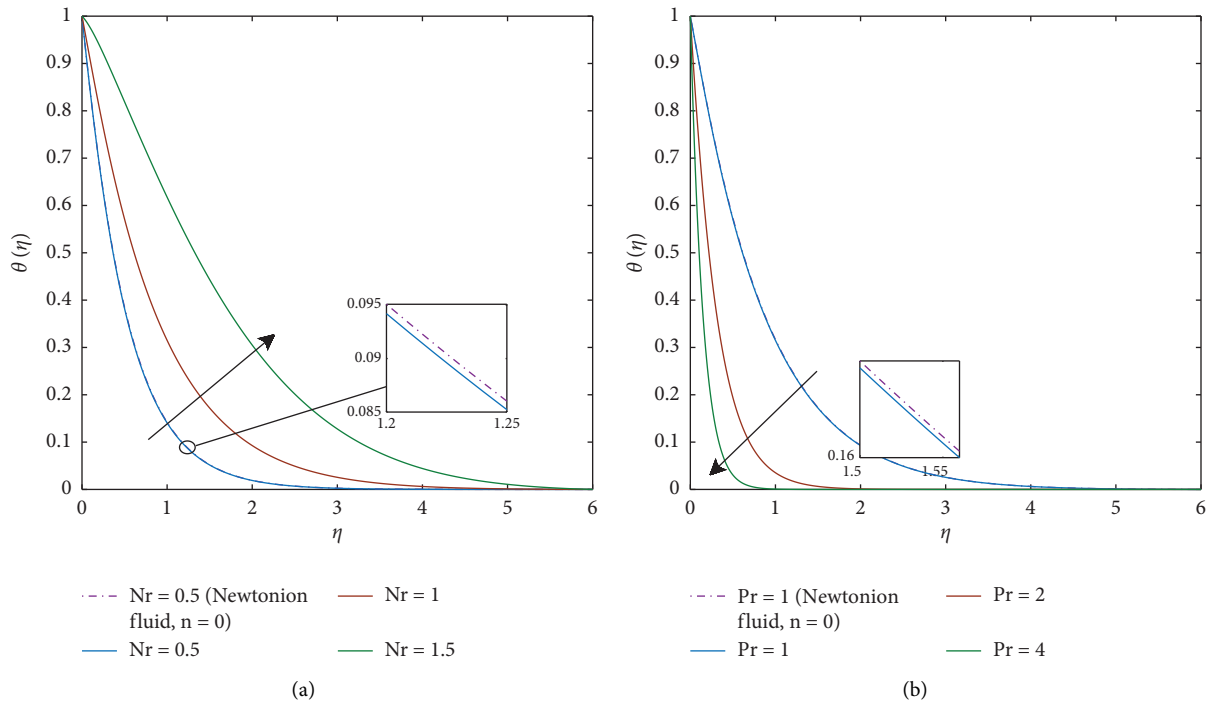 1
0.9
0.8
0.7
0.6
θ (η)
0.5
0.4
0.3
0.2
0.1
0
0 1 2 3 4 5 6
η
0.095
0.09
0.085
1.2 1.25
Nr = 0.5 (Newtonion
fluid, n = 0)
Nr = 0.5
Nr = 1
Nr = 1.5
(a)
1
0.9
0.8
0.7
0.6
θ (η)
0.5
0.4
0.3
0.2
0.1
0
0 1 2 3 4 5 6
η
0.16
1.5 1.55
Pr = 1 (Newtonion
fluid, n = 0)
Pr = 1
Pr = 2
Pr = 4
(b)